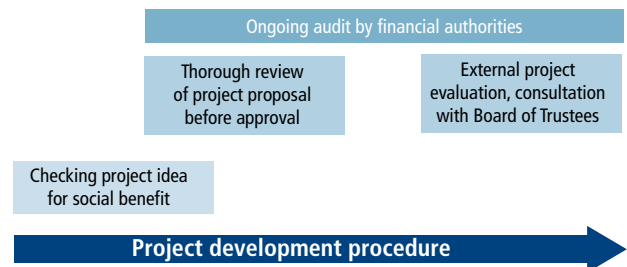 Ongoing audit by financial authorities
Thorough review
of project proposal
before approval
External project
evaluation, consultation
with Board of Trustees
Checking project idea
for social benefit
Project development procedure